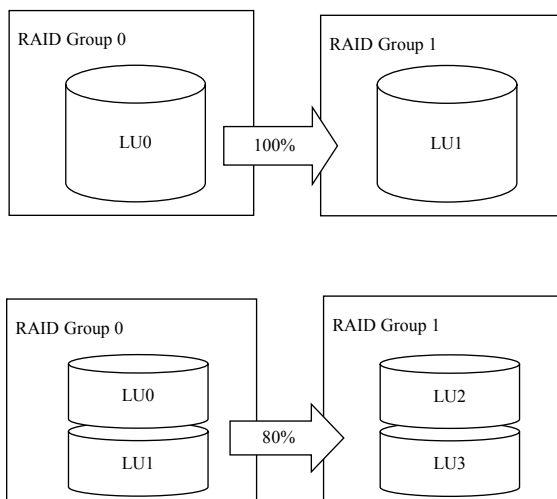 RAID Group 0
RAID Group 1
LU0
100%
LU1
RAID Group 0
RAID Group 1
LU0
LU2
80%
LU1
LU3